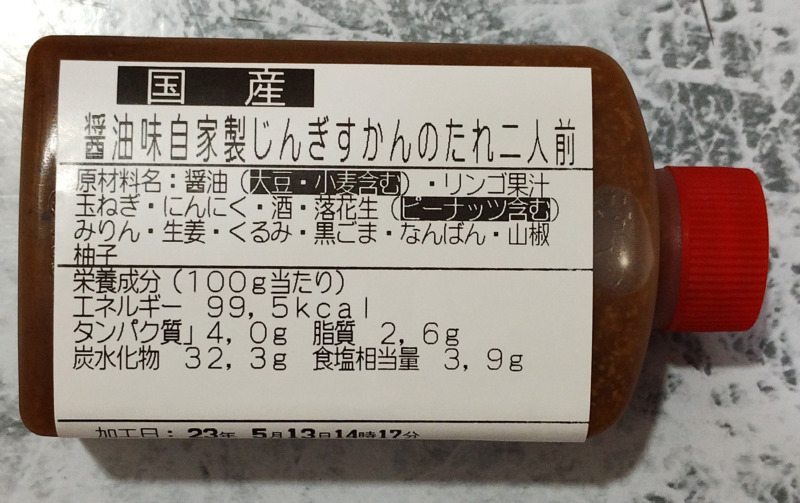 国産
醤油味自家製じんぎすかんのたれ二人前
原材料名:醤油(大豆・小麦含む)・リンゴ果汁
玉ねぎ・にんにく・酒・落花生(ピーナッツ含む)
みりん・生姜・くるみ・黒ごま・なんばん・山椒
柚子
栄養成分(100g当たり)
エネルギー 99,5kcal
タンパク質」4,0g 脂質 2,6g
炭水化物 32,3g 食塩相当量 3,9g
加工日:23年 5月13日14時17分